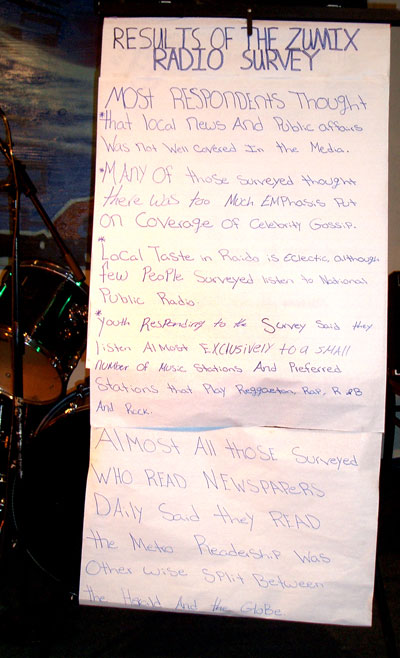 RESULTS OF THE ZUMIX
RADIO SURVEY
MOST RESPONDENTS Thought
*that local News And Public affairs
Was Not Well covered In the Media.
*MANY Of those Surveyed thought
there was too Much EMPHasis Put
on Coverage Of Celebrity Gossip.
*
Local Taste in Raido is Eclectic although
few People Surveyed listen to National
Public Radio.
*Youth Responding to the Survey Said they
listen Almost EXClusively to a SMAll
Number of Music Stations And Preferred
Stations that Play Reggaeton, Rap, R&B
And Rock.
Almost All those Surveyed
WHO READ NEWSPAPERS
DAily Said they READ
the Metro. Readership Was
Other wise Split Between
the Herald And the GloBe.